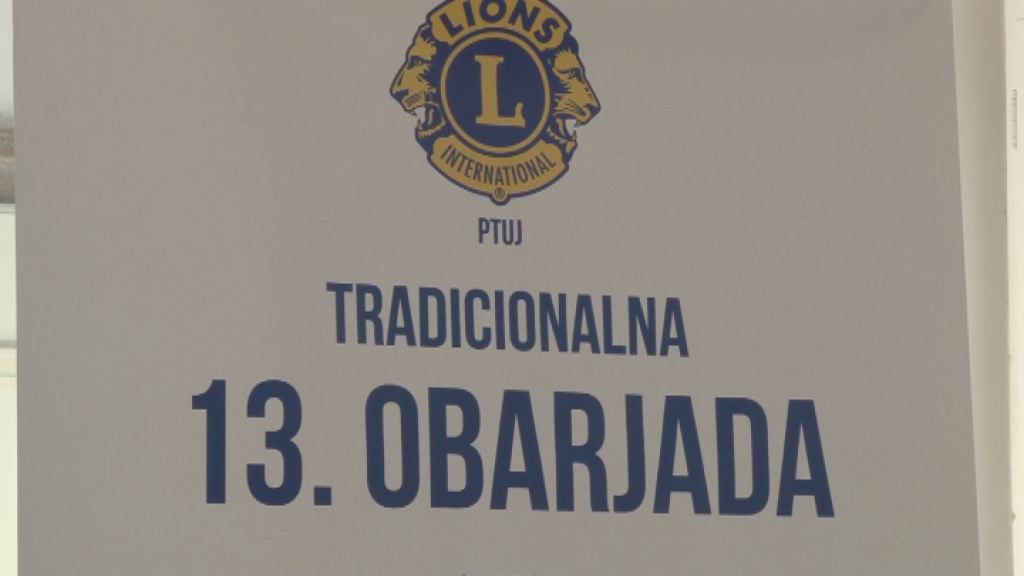 LIONS
L
INTERNATIONAL
®
PTUJ
TRADICIONALNA
13. OBARJADA